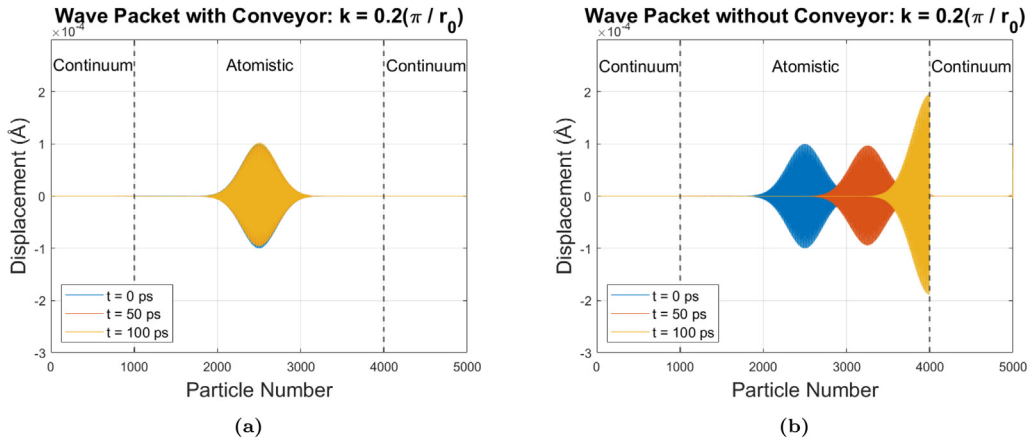 Wave Packet with Conveyor: k = 0.2(π / r₀)
×10⁻⁴
Continuum
Atomistic
Continuum
2
1
0
-1
-2
-3
Displacement (Å)
t = 0 ps
t = 50 ps
t = 100 ps
0 1000 2000 3000 4000 5000
Particle Number
(a)
Wave Packet without Conveyor: k = 0.2(π / r₀)
×10⁻⁴
Continuum
Atomistic
Continuum
2
1
0
-1
-2
-3
Displacement (Å)
t = 0 ps
t = 50 ps
t = 100 ps
0 1000 2000 3000 4000 5000
Particle Number
(b)